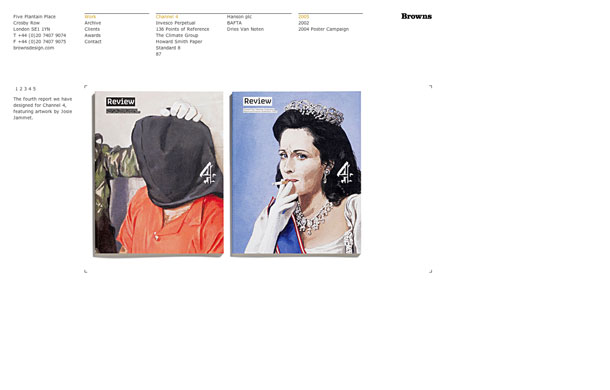 Five Plantain Place
Crosby Row
London SE1 1YN
T +44 (0)20 7407 9074
F +44 (0)20 7407 9075
brownsdesign.com
Work
Archive
Clients
Awards
Contact
Channel 4
Invesco Perpetual
136 Points of Reference
The Climate Group
Howard Smith Paper
Standard 8
87
Hanson plc
BAFTA
Dries Van Noten
2003
2002
2004 Poster Campaign
Browns
1 2 3 4 5
The fourth report we have
designed for Channel 4,
featuring artwork by Josie
Jammet.
Review
4
Review
4